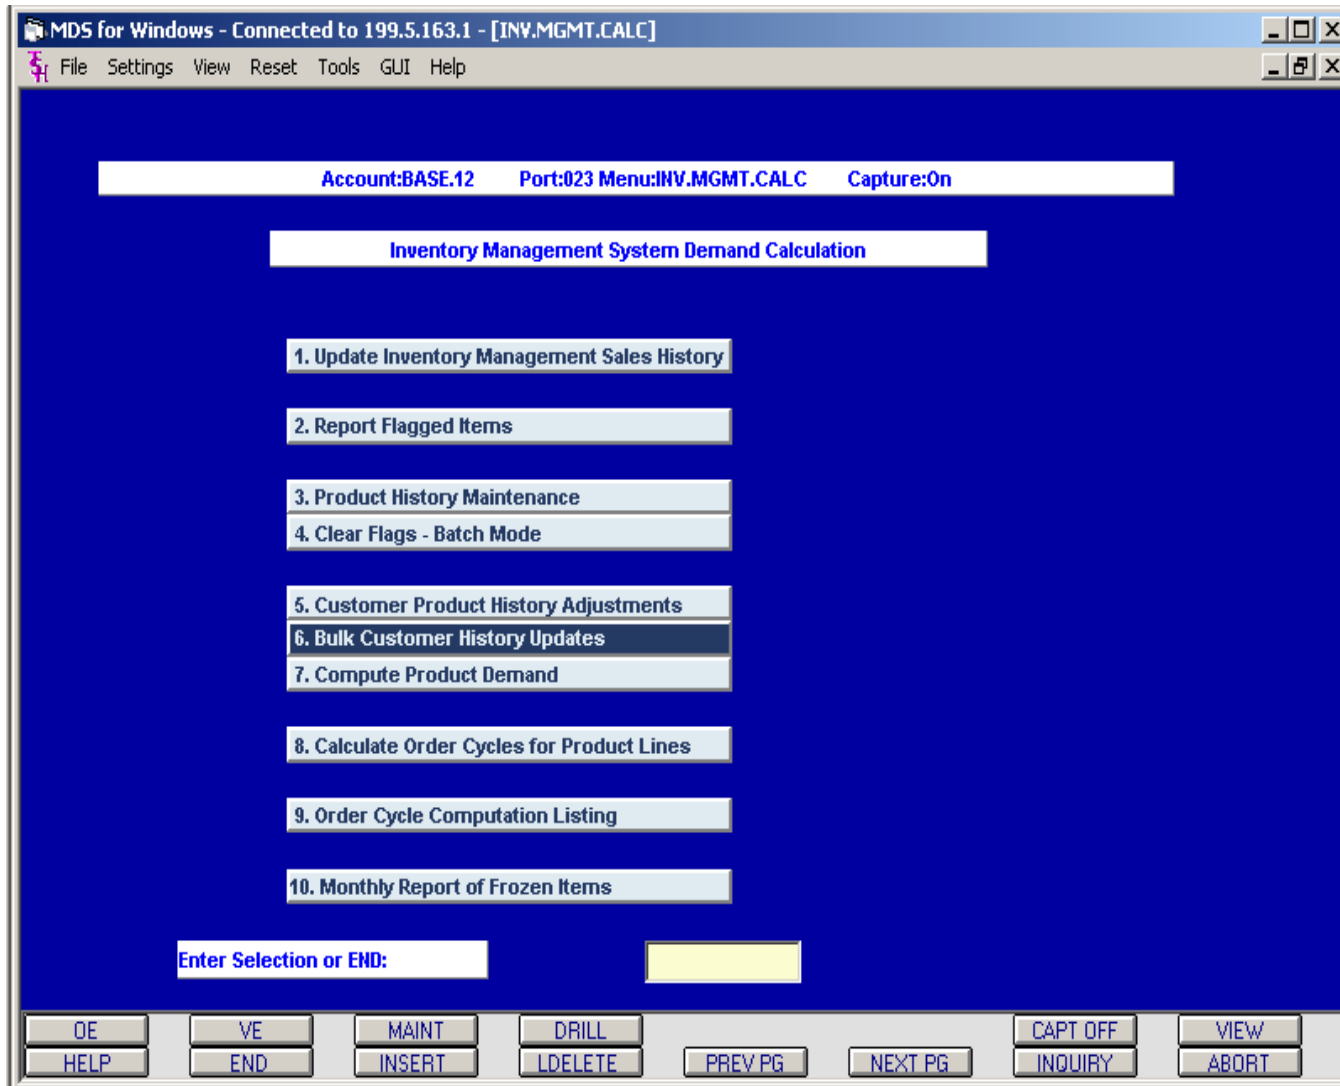 MDS for Windows - Connected to 199.5.163.1 - [INV.MGMT.CALC]
File Settings View Reset Tools GUI Help
Account:BASE.12 Port:023 Menu:INV.MGMT.CALC Capture:On
Inventory Management System Demand Calculation
1. Update Inventory Management Sales History
2. Report Flagged Items
3. Product History Maintenance
4. Clear Flags - Batch Mode
5. Customer Product History Adjustments
6. Bulk Customer History Updates
7. Compute Product Demand
8. Calculate Order Cycles for Product Lines
9. Order Cycle Computation Listing
10. Monthly Report of Frozen Items
Enter Selection or END:
OE VE MAINT DRILL CAPT OFF VIEW
HELP END INSERT LDELETE PREV PG NEXT PG INQUIRY ABORT